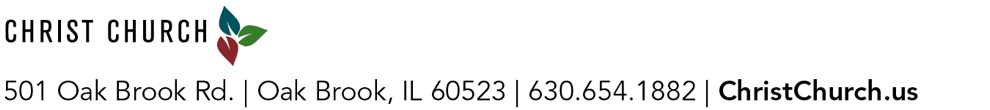 CHRIST CHURCH
501 Oak Brook Rd. | Oak Brook, IL 60523 | 630.654.1882 | ChristChurch.us